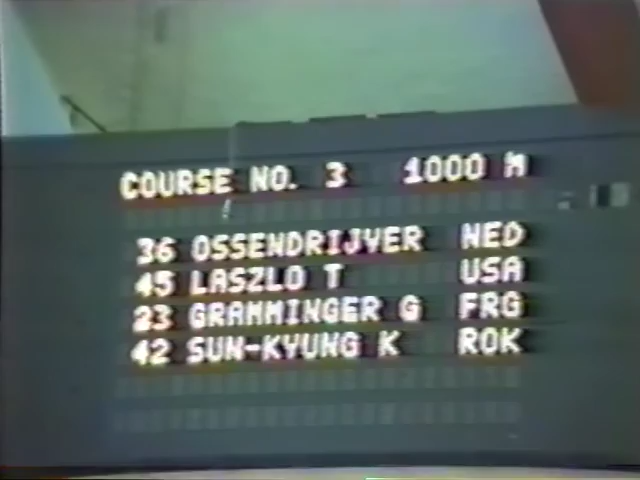 COURSE NO. 3 1000 M
36 OSSENDRIJVER NED
45 LASZLO T USA
23 GRAMMINGER G FRG
42 SUN-KYUNG K ROK